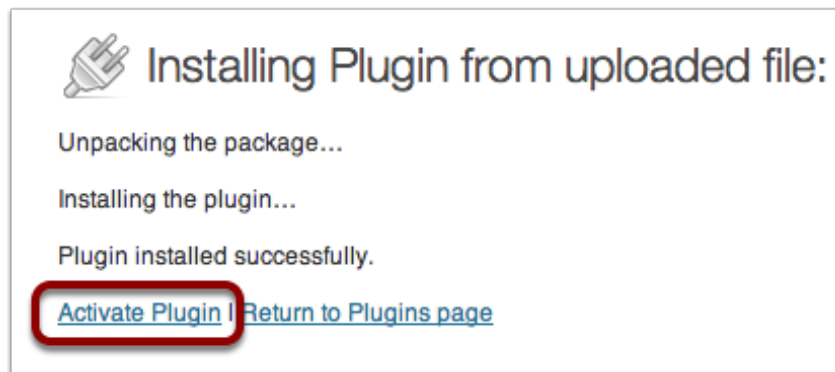 Installing Plugin from uploaded file:
Unpacking the package…
Installing the plugin…
Plugin installed successfully.
Activate Plugin | Return to Plugins page